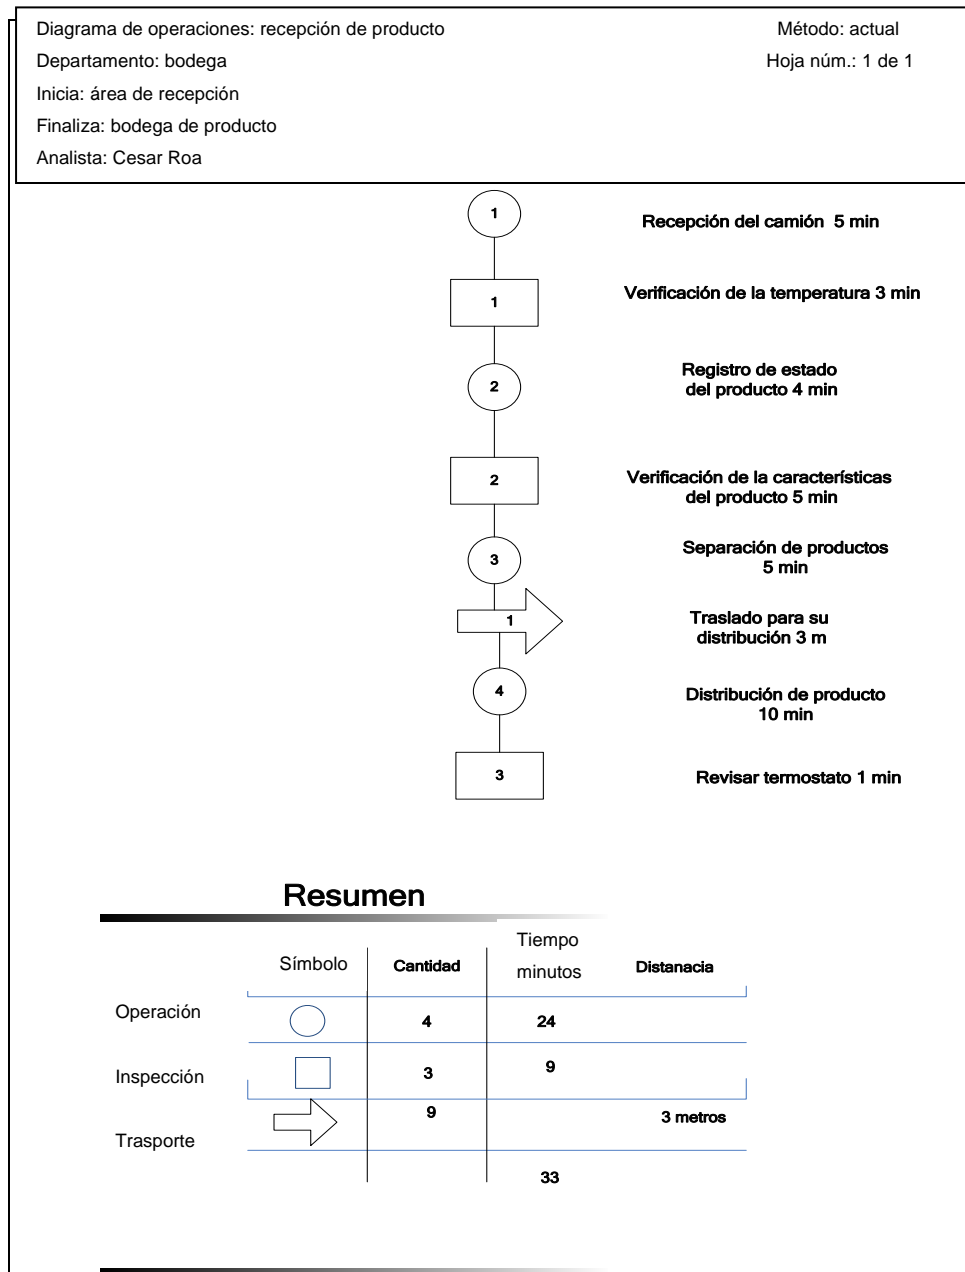 Diagrama de operaciones: recepción de producto Método: actual
Departamento: bodega Hoja núm.: 1 de 1
Inicia: área de recepción
Finaliza: bodega de producto
Analista: Cesar Roa
1 Recepción del camión 5 min
1 Verificación de la temperatura 3 min
2 Registro de estado
del producto 4 min
2 Verificación de la características
del producto 5 min
3 Separación de productos
5 min
1 Traslado para su
distribución 3 m
4 Distribución de producto
10 min
3 Revisar termostato 1 min
Resumen
Símbolo Cantidad Tiempo
minutos Distanacia
Operación 4 24
Inspección 3 9
Trasporte 9 3 metros
33